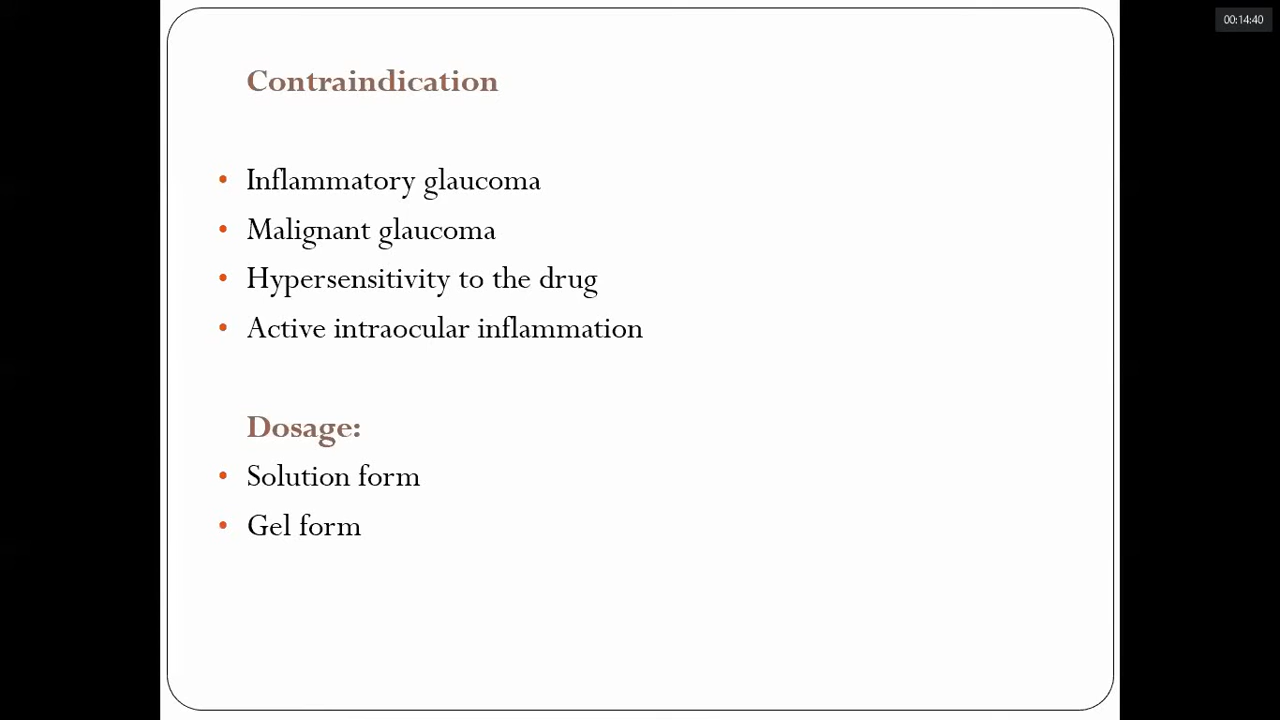 00:14:40
Contraindication
• Inflammatory glaucoma
• Malignant glaucoma
• Hypersensitivity to the drug
• Active intraocular inflammation
Dosage:
• Solution form
• Gel form